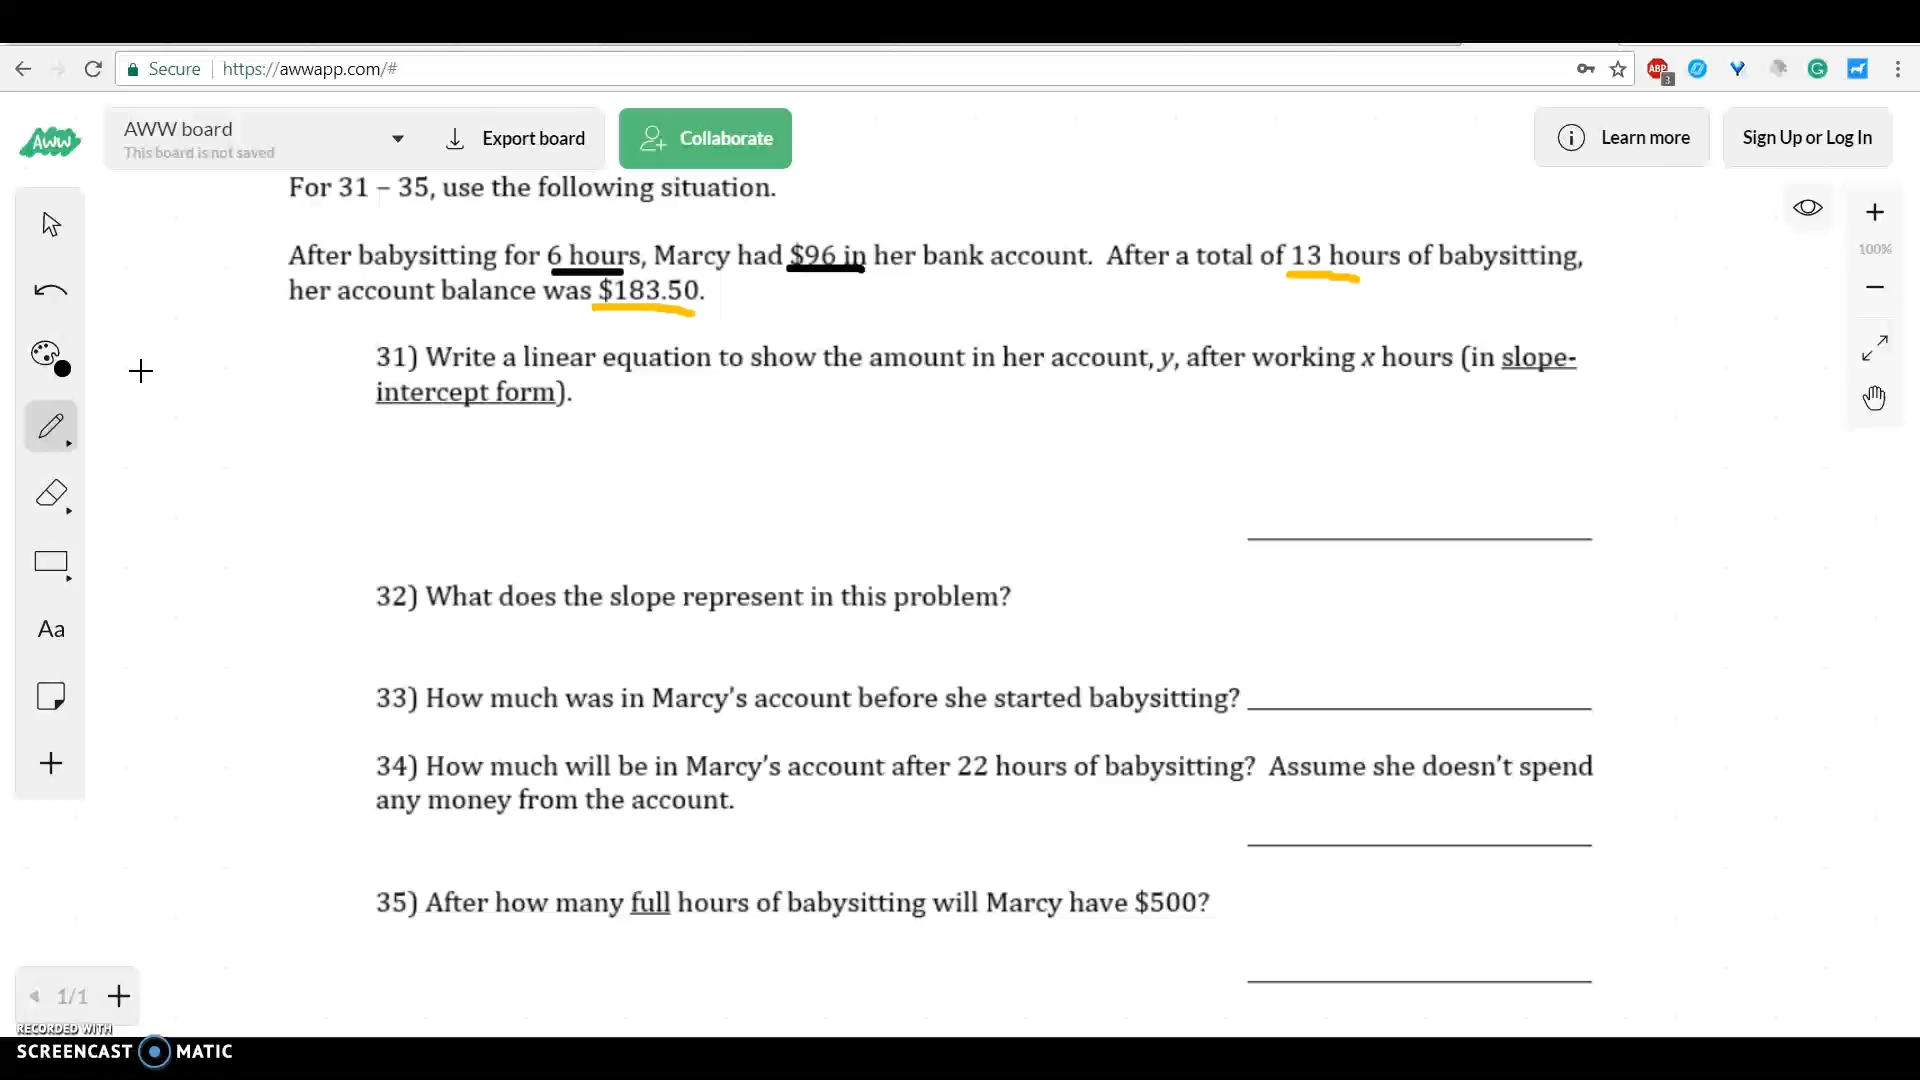 Secure https://awwapp.com/#
ABP
3
AWW
AWW board
This board is not saved
Export board
Collaborate
Learn more
Sign Up or Log In
For 31 – 35, use the following situation.
100%
After babysitting for 6 hours, Marcy had $96 in her bank account. After a total of 13 hours of babysitting,
her account balance was $183.50.
31) Write a linear equation to show the amount in her account, y, after working x hours (in slope-
intercept form).
32) What does the slope represent in this problem?
Aa
33) How much was in Marcy's account before she started babysitting?
34) How much will be in Marcy's account after 22 hours of babysitting? Assume she doesn't spend
any money from the account.
35) After how many full hours of babysitting will Marcy have $500?
1/1
RECORDED WITH
SCREENCAST MATIC